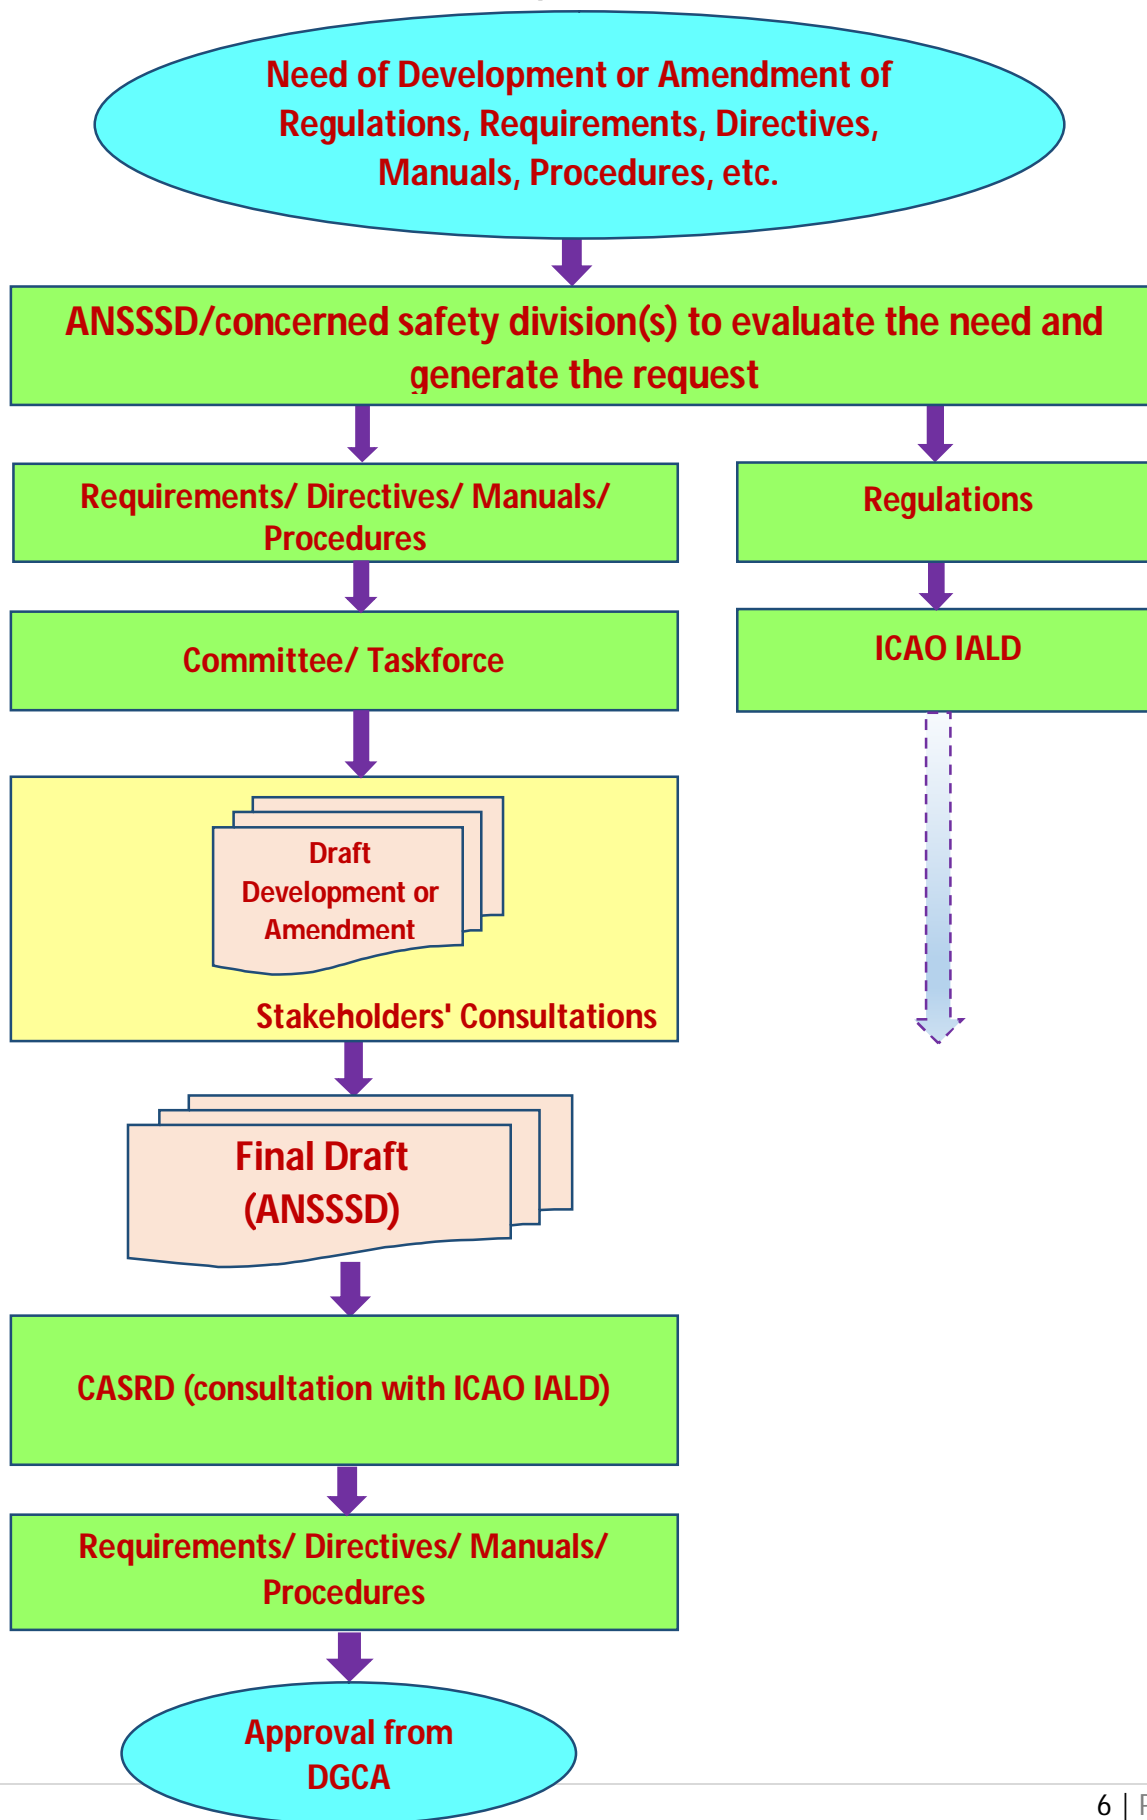 Need of Development or Amendment of
Regulations, Requirements, Directives,
Manuals, Procedures, etc.
ANSSSD/concerned safety division(s) to evaluate the need and
generate the request
Requirements/ Directives/ Manuals/
Procedures
Regulations
Committee/ Taskforce
ICAO IALD
Draft
Development or
Amendment
Stakeholders' Consultations
Final Draft
(ANSSSD)
CASRD (consultation with ICAO IALD)
Requirements/ Directives/ Manuals/
Procedures
Approval from
DGCA
6 |